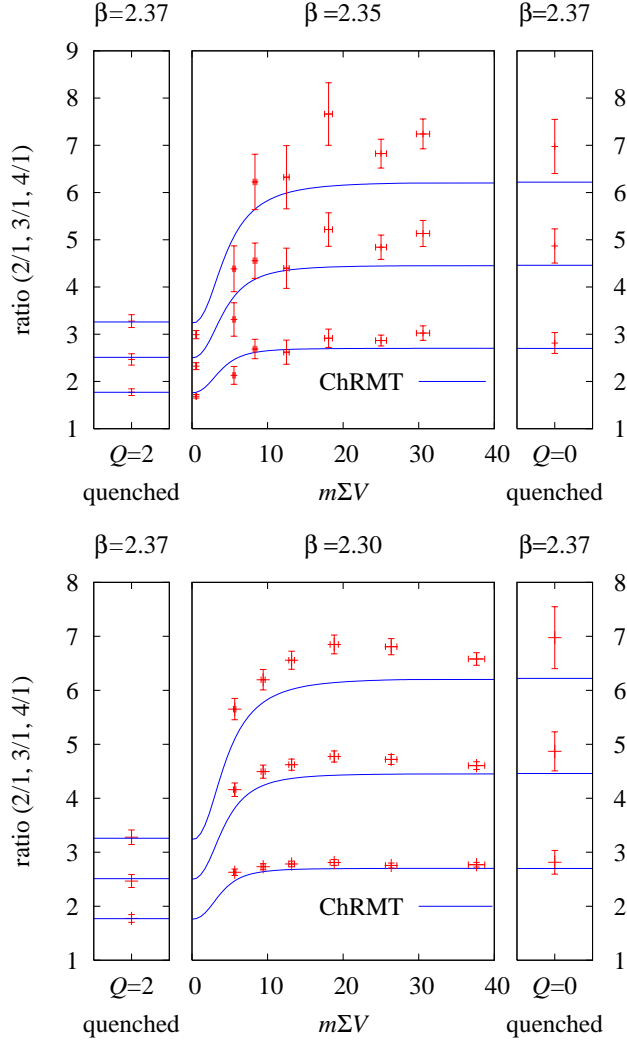 β=2.37 β=2.35 β=2.37
ratio (2/1, 3/1, 4/1)
9 9
8 8
7 7
6 6
5 5
4 4
3 3
2 2
1 1
ChRMT
Q=2 0 10 20 30 40 Q=0
quenched mΣV quenched
β=2.37 β=2.30 β=2.37
ratio (2/1, 3/1, 4/1)
8 8
7 7
6 6
5 5
4 4
3 3
2 2
1 1
ChRMT
Q=2 0 10 20 30 40 Q=0
quenched mΣV quenched